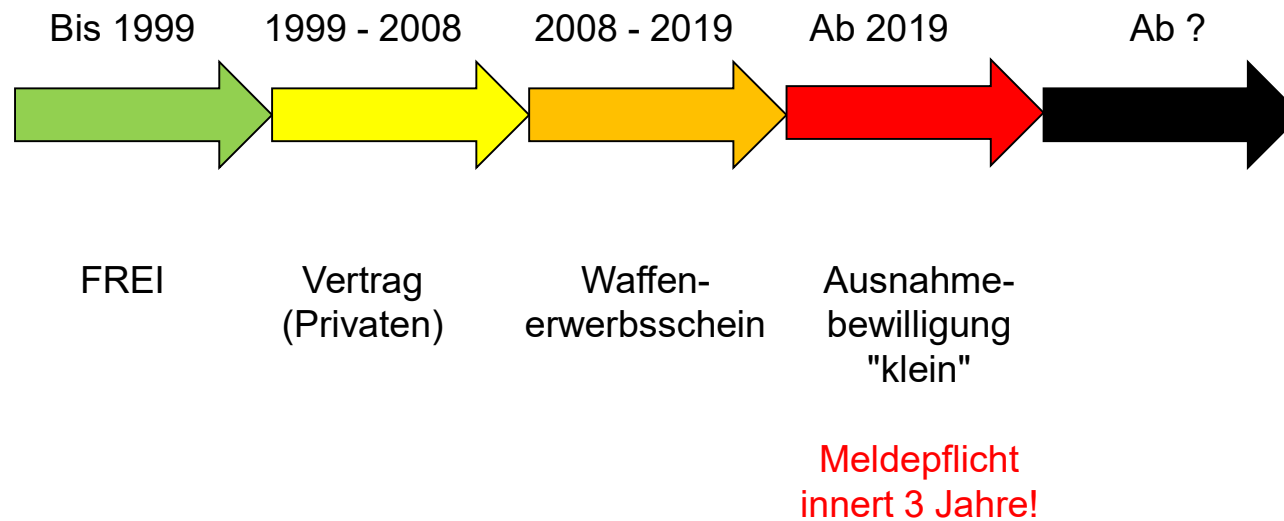 Bis 1999
1999 - 2008
2008 - 2019
Ab 2019
Ab ?
FREI
Vertrag
(Privaten)
Waffen-
erwerbsschein
Ausnahme-
bewilligung
"klein"
Meldepflicht
innert 3 Jahre!